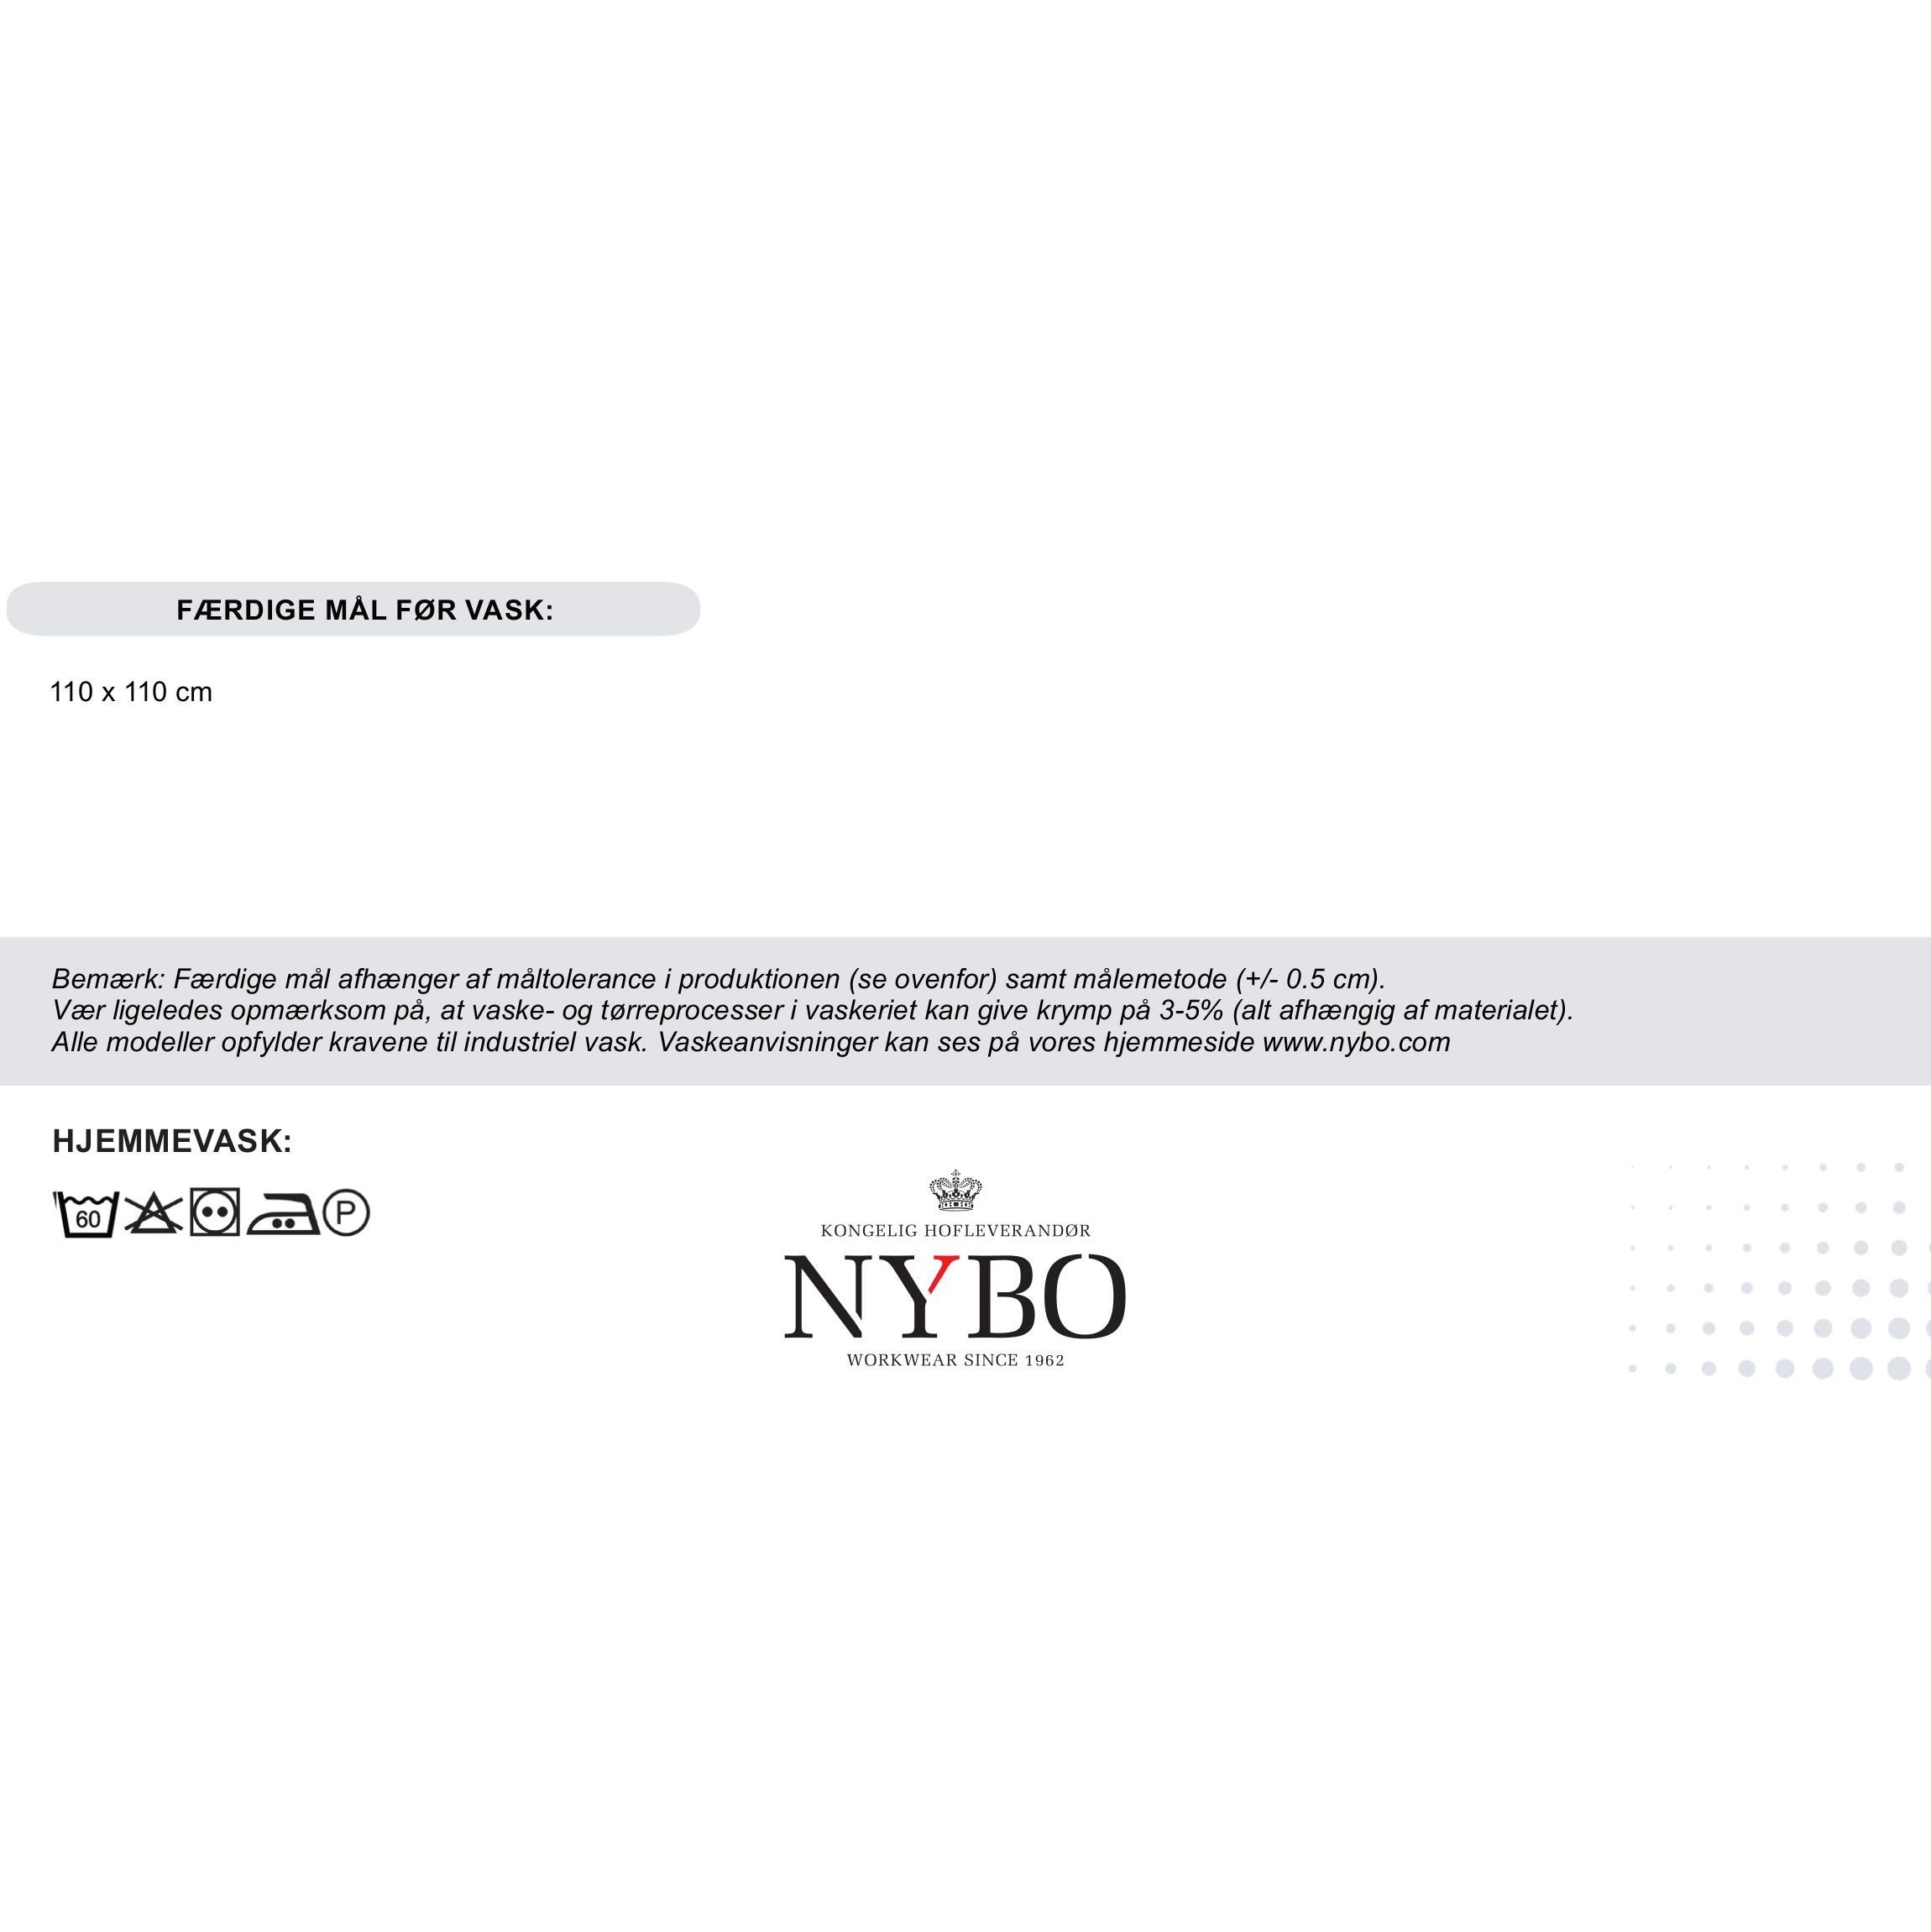 FÆRDIGE MÅL FØR VASK:
110 x 110 cm
Bemærk: Færdige mål afhænger af måltolerance i produktionen (se ovenfor) samt målemetode (+/- 0.5 cm).
Vær ligeledes opmærksom på, at vaske- og tørreprocesser i vaskeriet kan give krymp på 3-5% (alt afhængig af materialet).
Alle modeller opfylder kravene til industriel vask. Vaskeanvisninger kan ses på vores hjemmeside www.nybo.com
HJEMMEVASK:
60 P
KONGELIG HOFLEVERANDØR
NYBO
WORKWEAR SINCE 1962